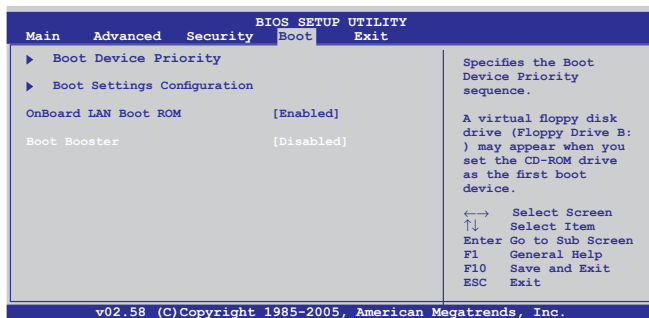 BIOS SETUP UTILITY
Main Advanced Security Boot Exit
▶ Boot Device Priority
▶ Boot Settings Configuration
OnBoard LAN Boot ROM [Enabled]
Boot Booster [Disabled]
Specifies the Boot
Device Priority
sequence.
A virtual floppy disk
drive (Floppy Drive B:
) may appear when you
set the CD-ROM drive
as the first boot
device.
←→ Select Screen
↑↓ Select Item
Enter Go to Sub Screen
F1 General Help
F10 Save and Exit
ESC Exit
v02.58 (C)Copyright 1985-2005, American Megatrends, Inc.